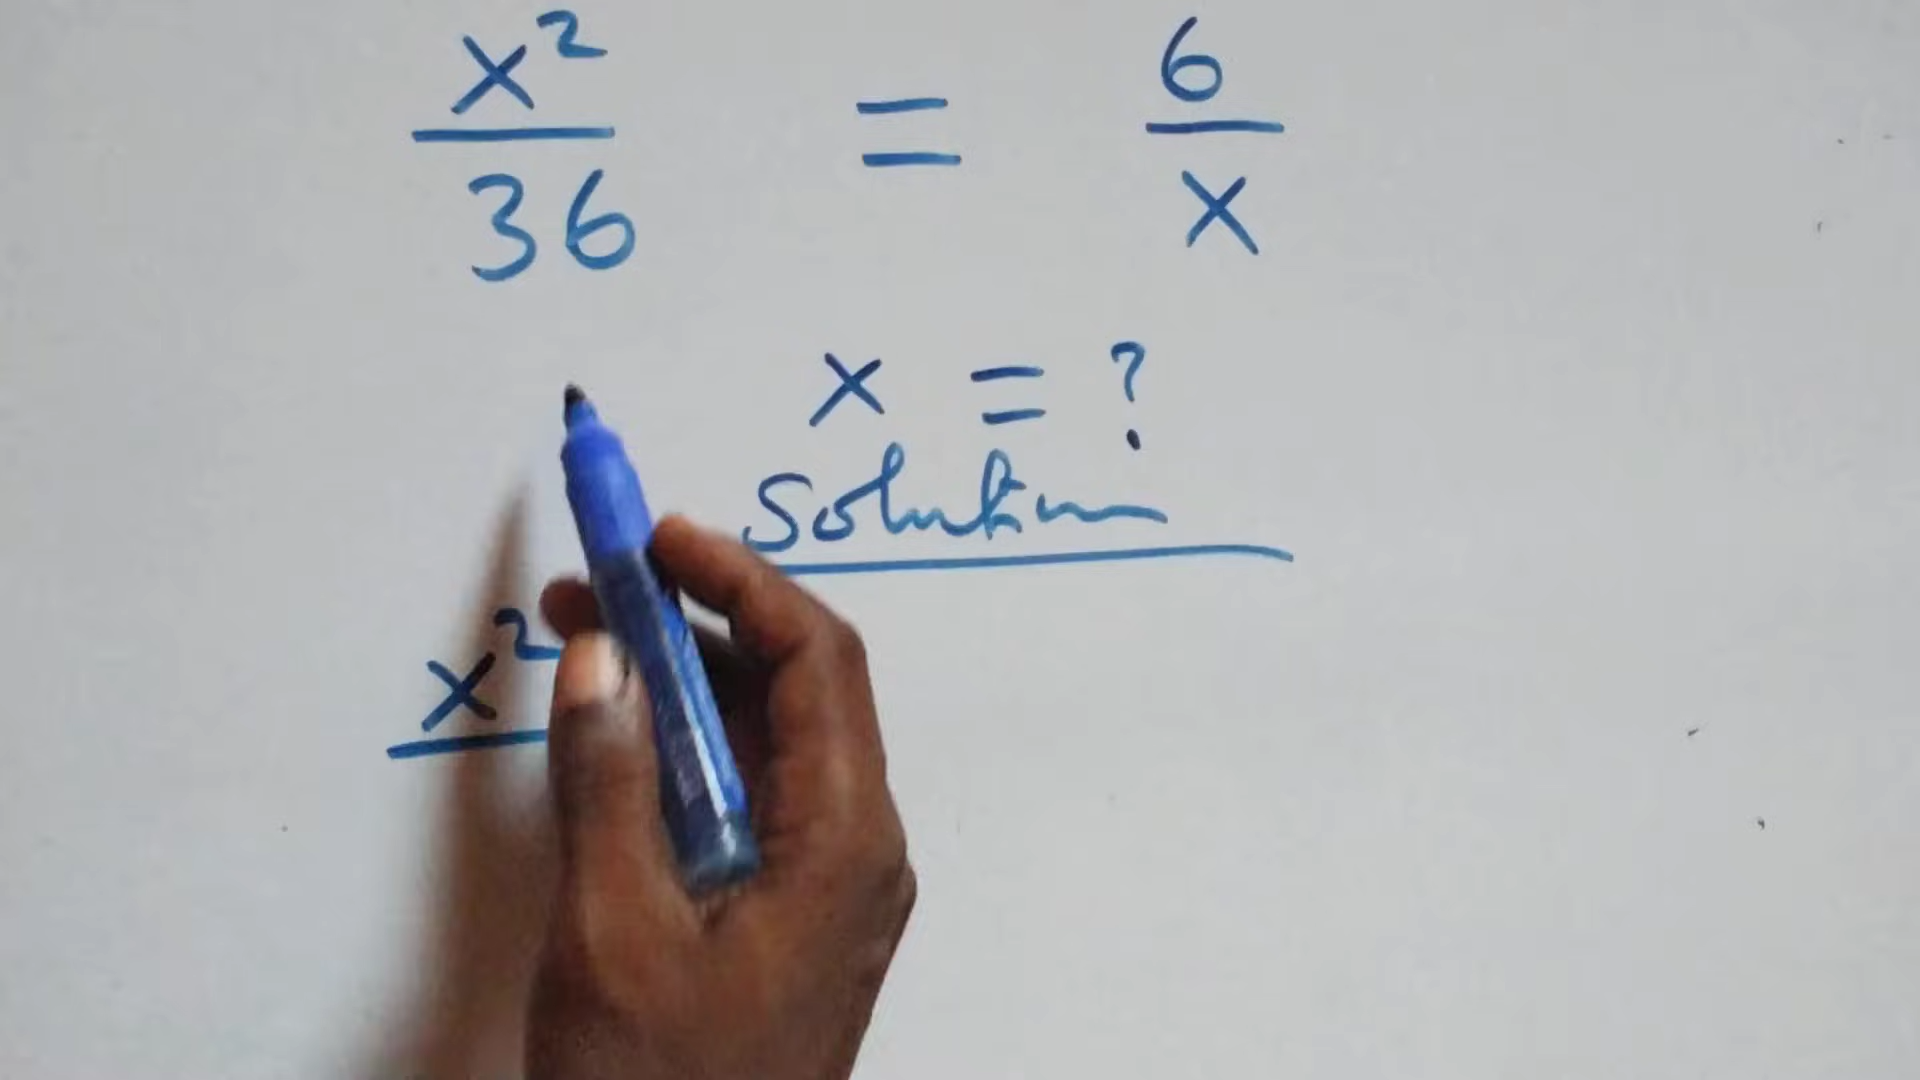 x²/36 = 6/x
x = ?
Solution
x²